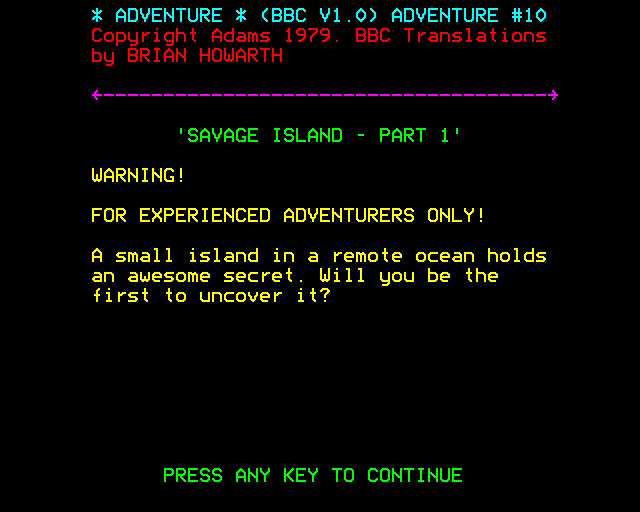 * ADVENTURE * (BBC V1.0) ADVENTURE #10
Copyright Adams 1979. BBC Translations
by BRIAN HOWARTH
'SAVAGE ISLAND - PART 1'
WARNING!
FOR EXPERIENCED ADVENTURERS ONLY!
A small island in a remote ocean holds
an awesome secret. Will you be the
first to uncover it?
PRESS ANY KEY TO CONTINUE